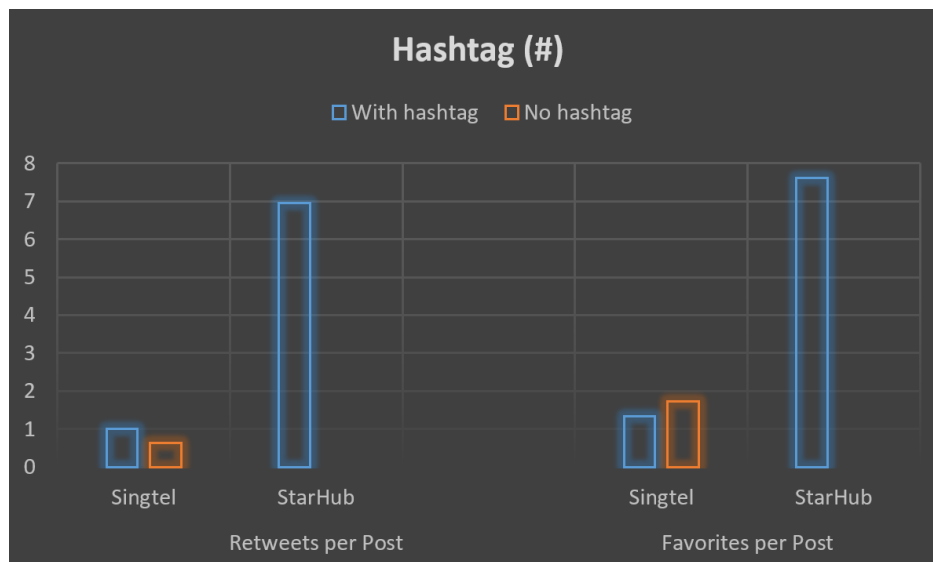 Hashtag (#)
With hashtag No hashtag
8
7
6
5
4
3
2
1
0
Singtel StarHub Singtel StarHub
Retweets per Post Favorites per Post